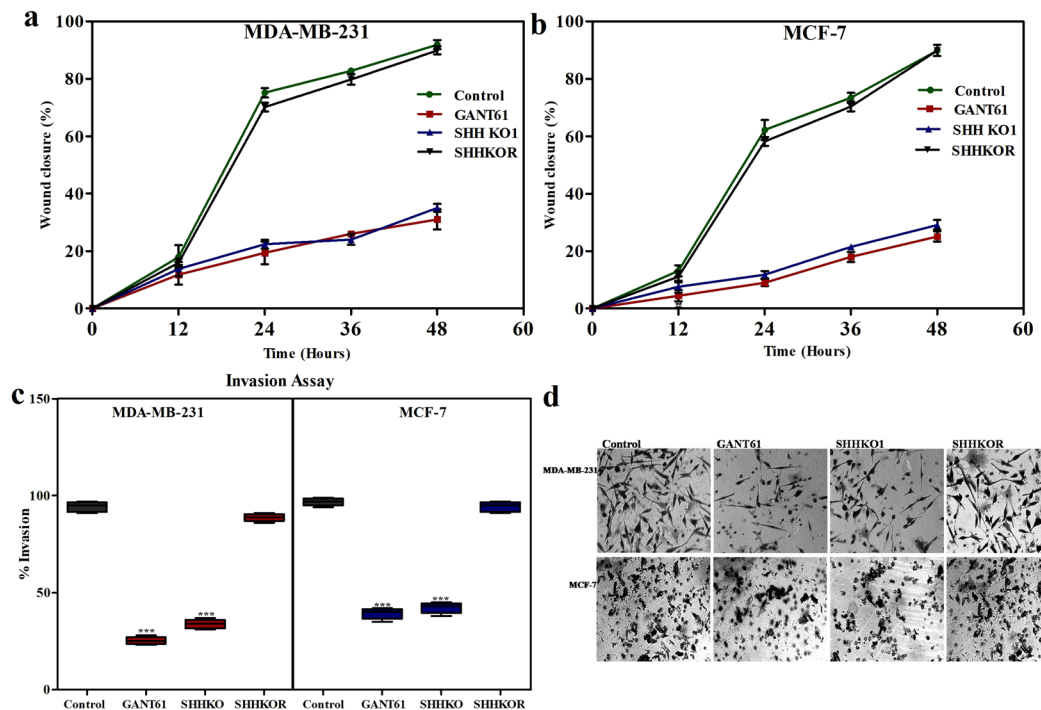 a
MDA-MB-231
100
80
60
40
20
0
Wound closure (%)
0 12 24 36 48 60
Time (Hours)
Control
GANT61
SHH KO1
SHHKOR
b
MCF-7
100
80
60
40
20
0
Wound closure (%)
0 12 24 36 48 60
Time (Hours)
Control
GANT61
SHH KO1
SHHKOR
c
Invasion Assay
MDA-MB-231 MCF-7
150
100
50
0
% Invasion
*** *** *** ***
Control GANT61 SHHKO SHHKOR Control GANT61 SHHKO SHHKOR
d
Control GANT61 SHHKO1 SHHKOR
MDA-MB-231
MCF-7